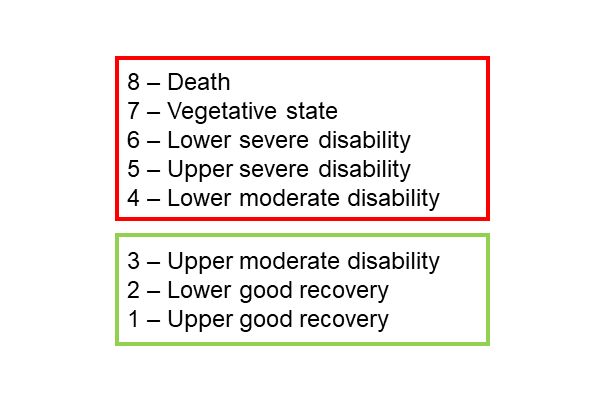 8 – Death
7 – Vegetative state
6 – Lower severe disability
5 – Upper severe disability
4 – Lower moderate disability
3 – Upper moderate disability
2 – Lower good recovery
1 – Upper good recovery